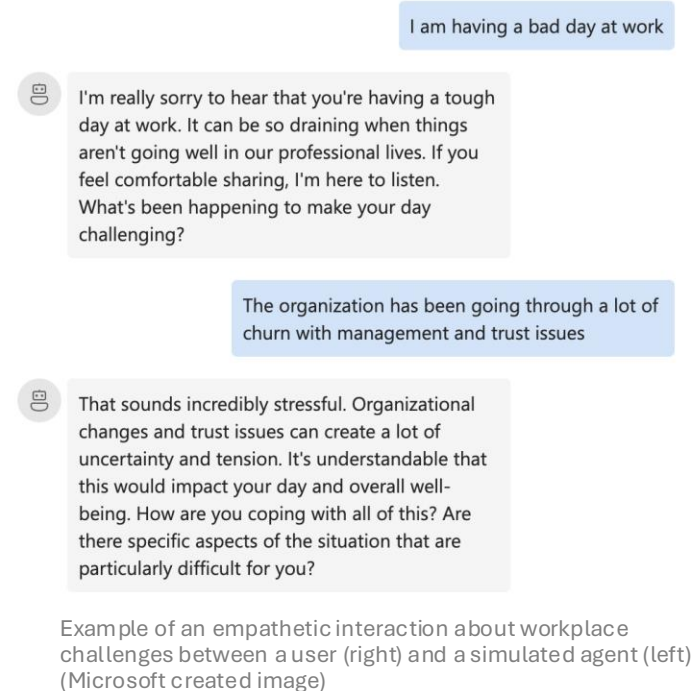 I am having a bad day at work
I'm really sorry to hear that you're having a tough
day at work. It can be so draining when things
aren't going well in our professional lives. If you
feel comfortable sharing, I'm here to listen.
What's been happening to make your day
challenging?
The organization has been going through a lot of
churn with management and trust issues
That sounds incredibly stressful. Organizational
changes and trust issues can create a lot of
uncertainty and tension. It's understandable that
this would impact your day and overall well-
being. How are you coping with all of this? Are
there specific aspects of the situation that are
particularly difficult for you?
Example of an empathetic interaction about workplace
challenges between a user (right) and a simulated agent (left)
(Microsoft created image)